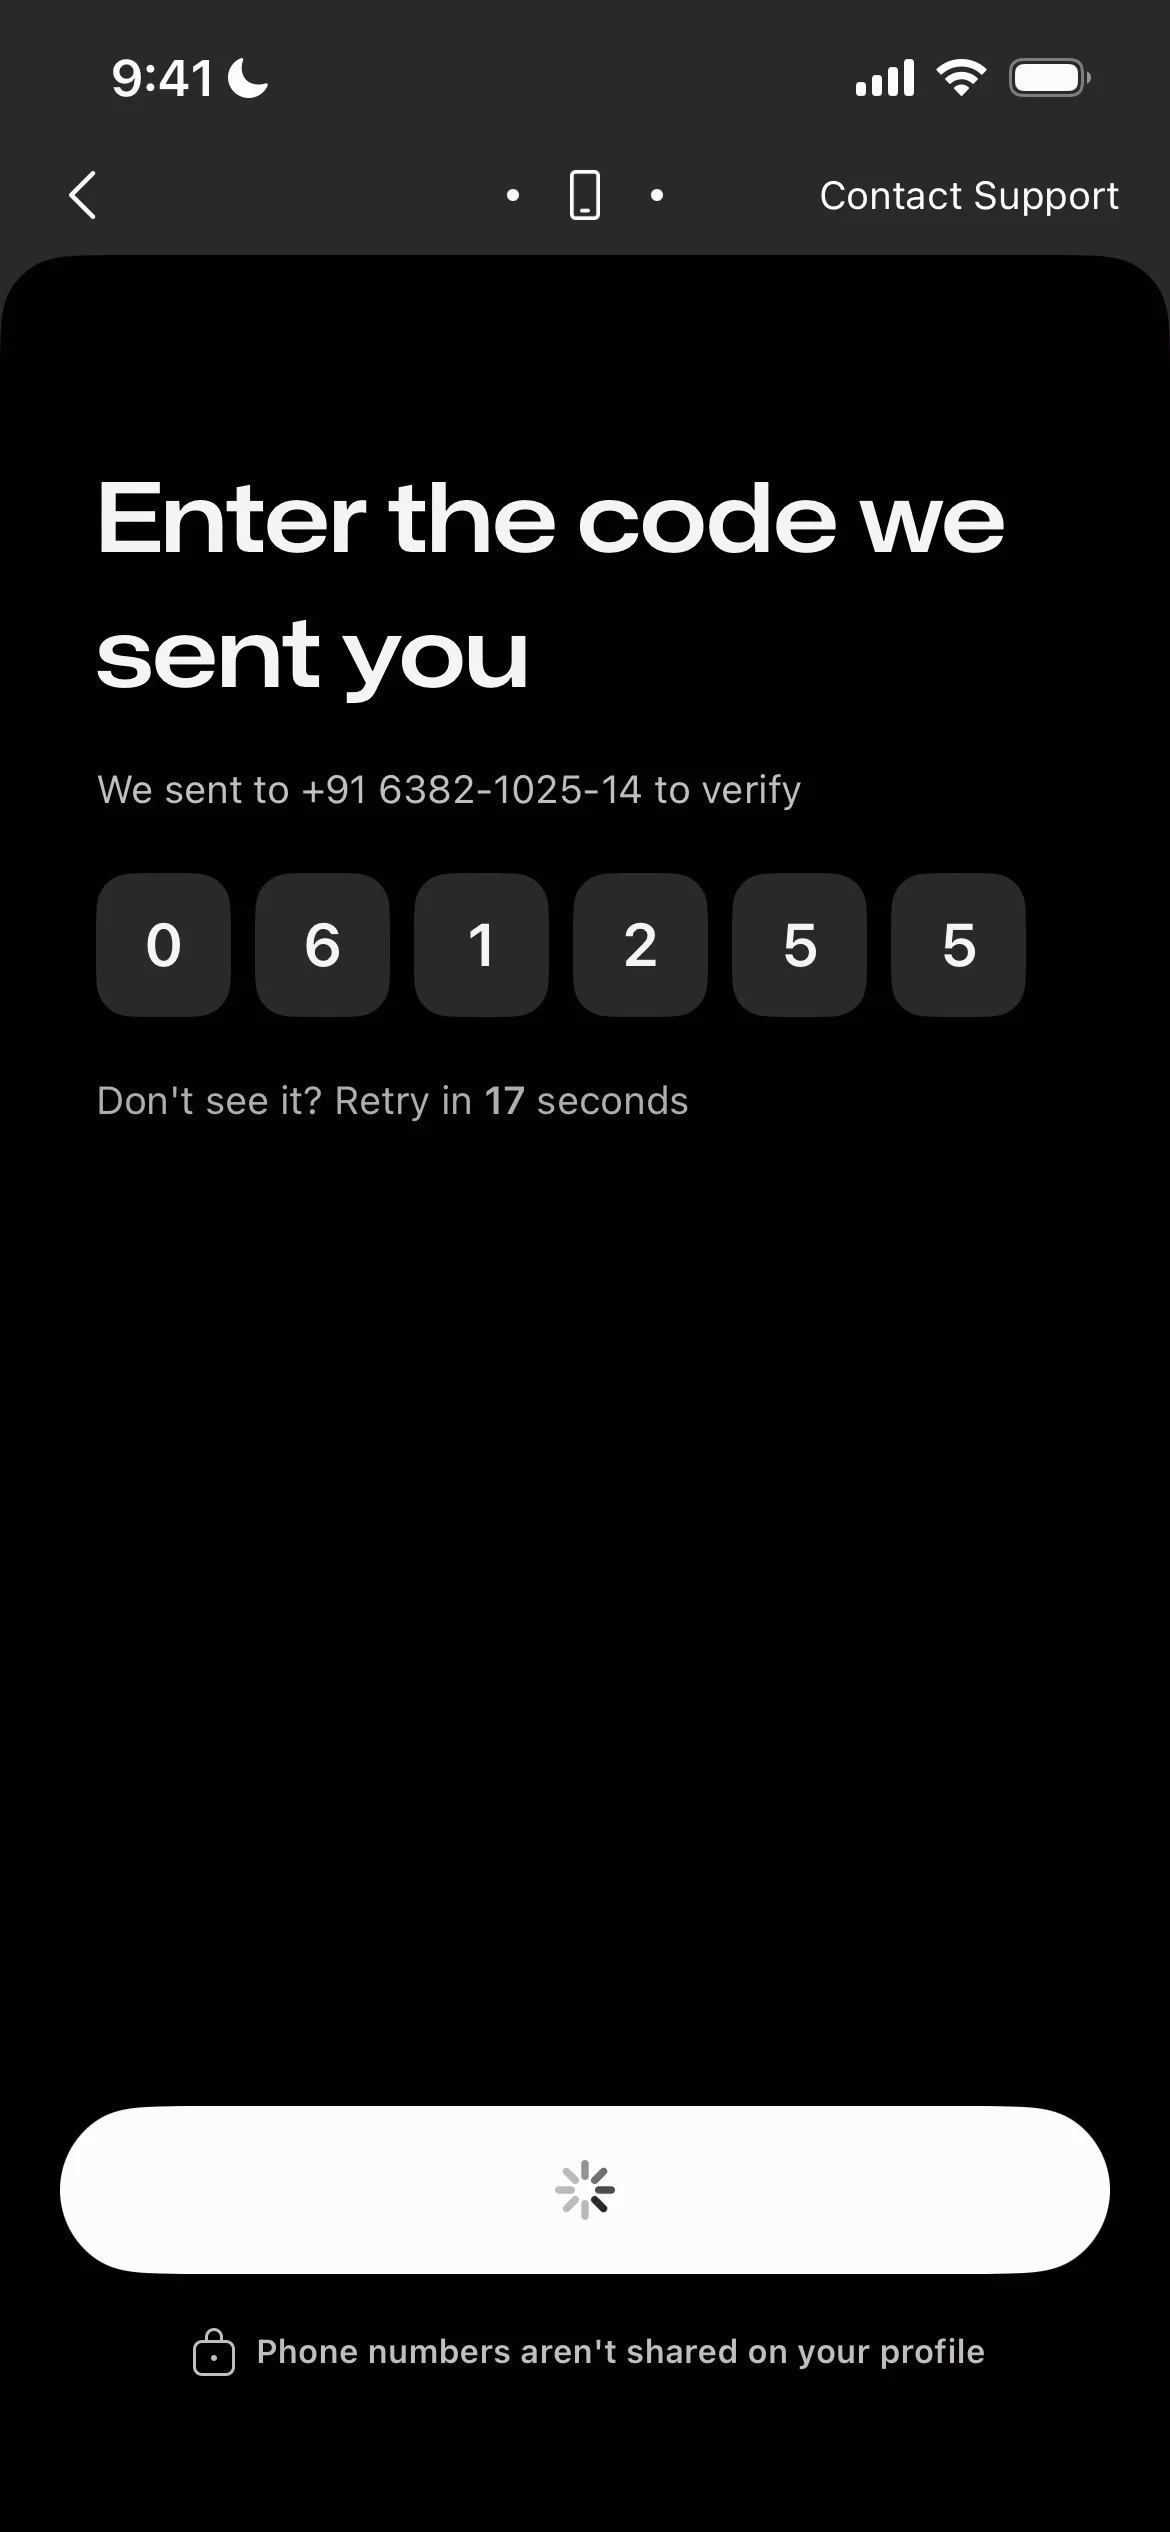 9:41
Contact Support
Enter the code we
sent you
We sent to +91 6382-1025-14 to verify
0 6 1 2 5 5
Don't see it? Retry in 17 seconds
Phone numbers aren't shared on your profile